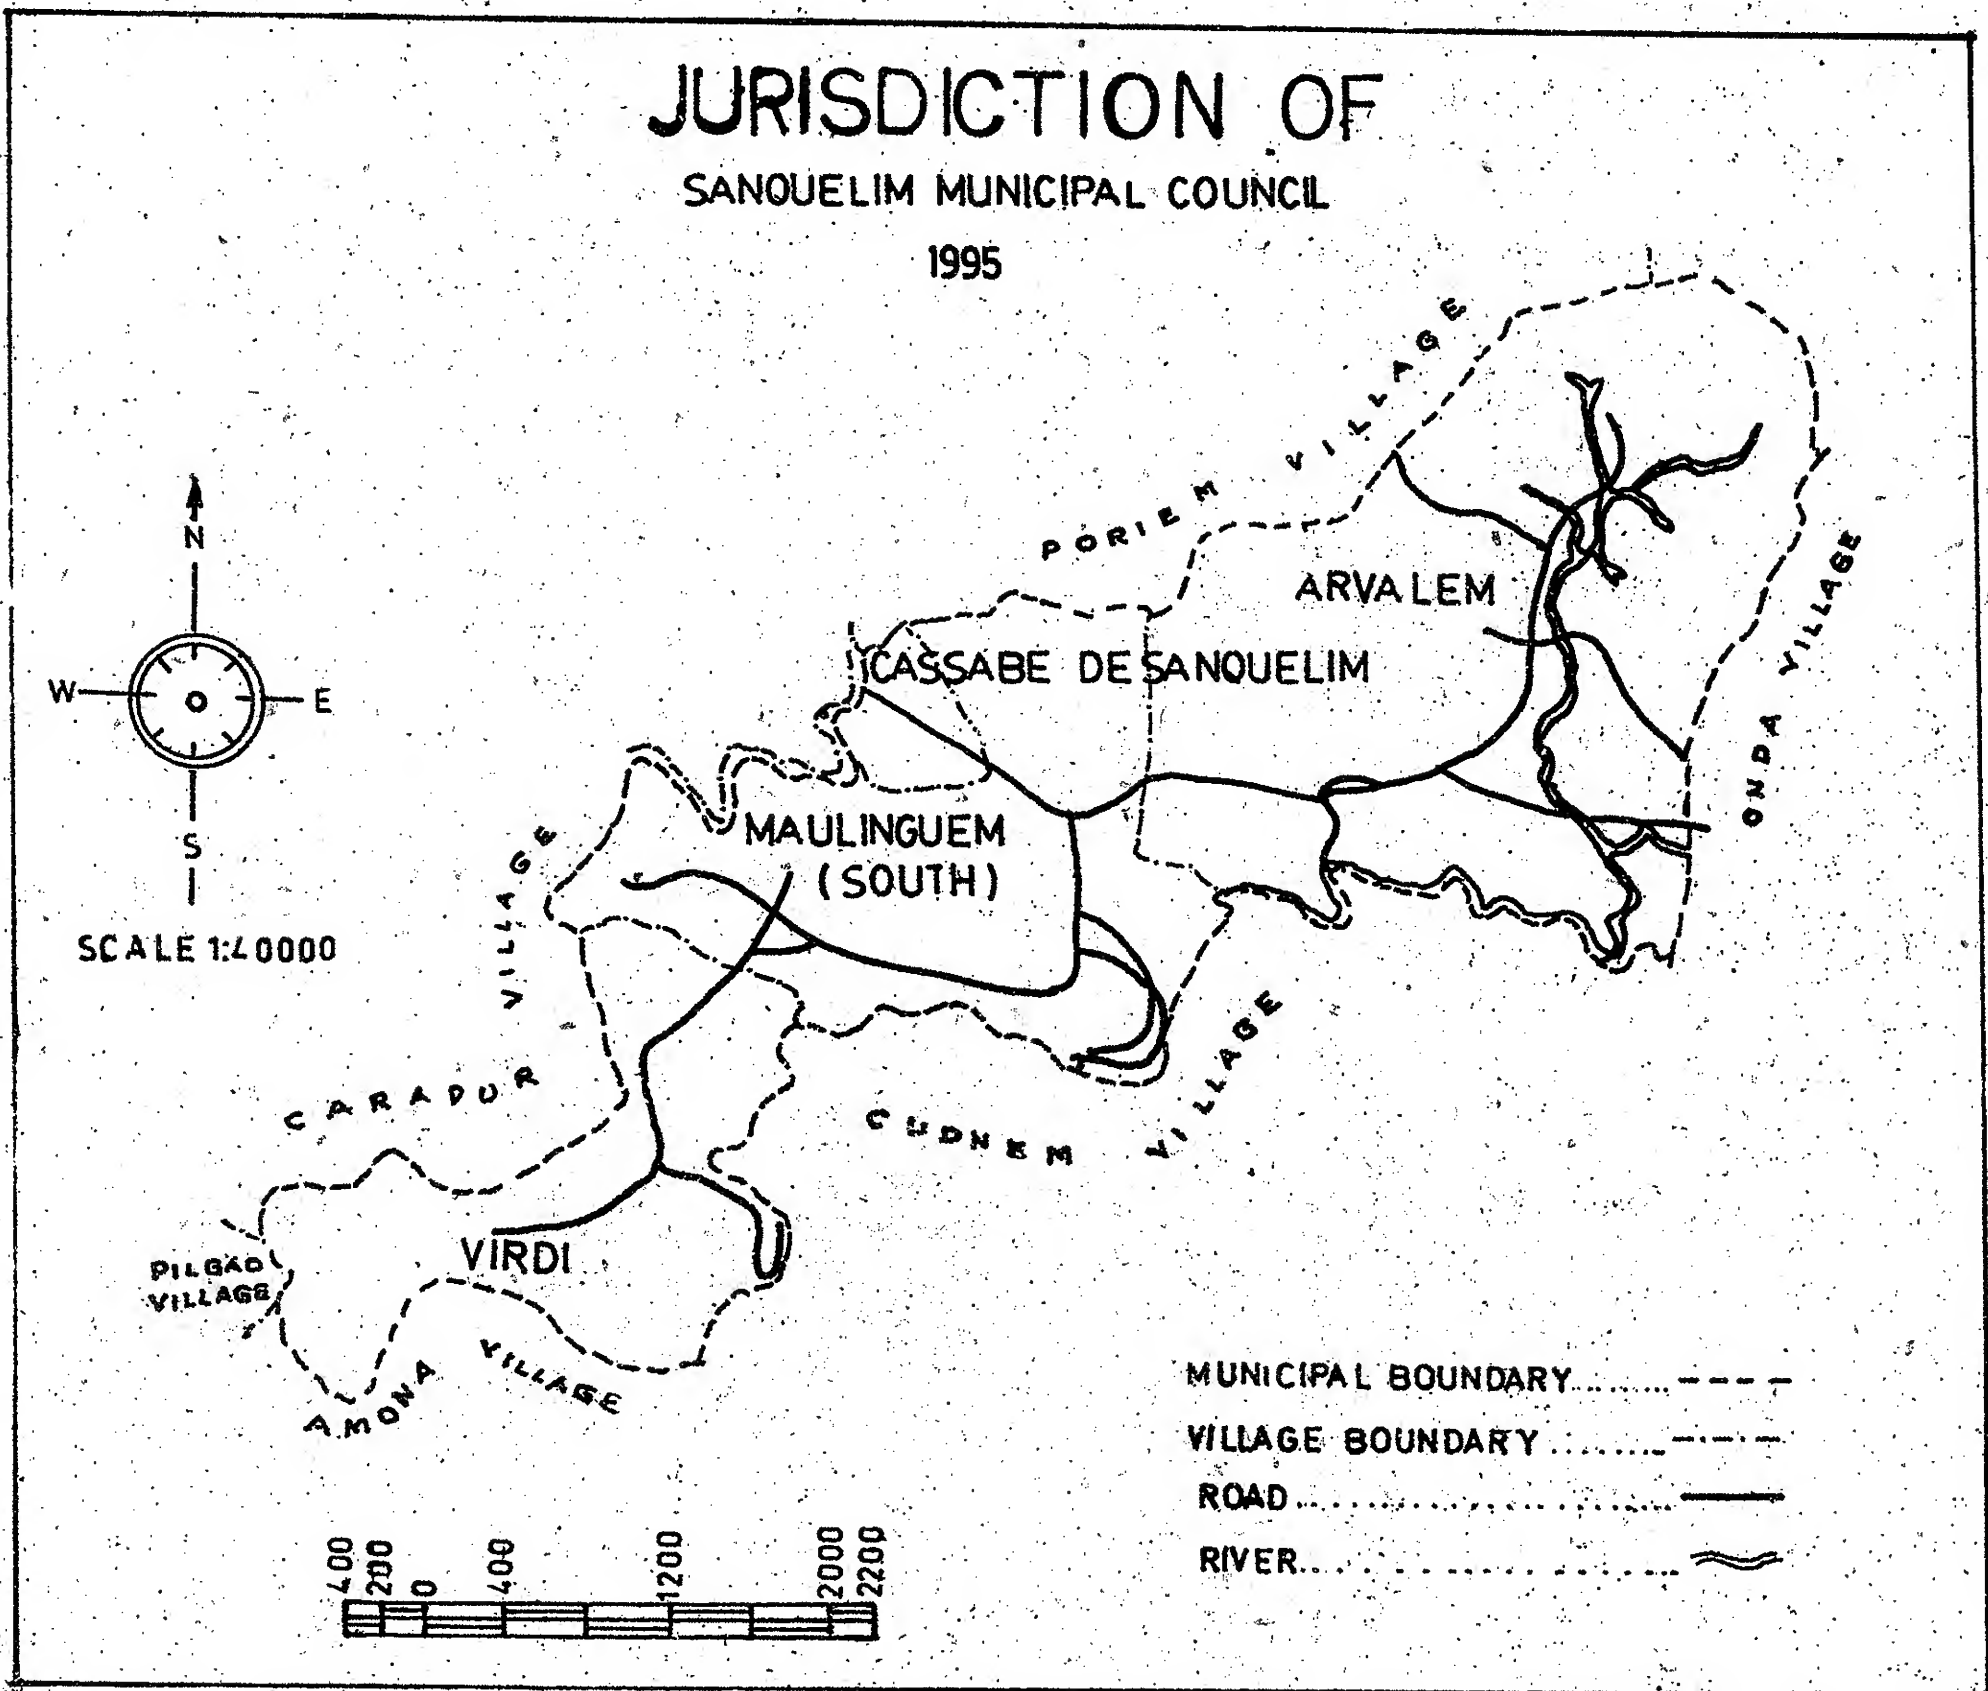 JURISDICTION OF
SANQUELIM MUNICIPAL COUNCIL
1995
PORIEM VILLAGE
N
W E
S
SCALE 1:40000
ARVALEM
CASSABE DE SANQUELIM
ONDA VILLAGE
MAULINGUEM
(SOUTH)
CARAPUR VILLAGE
CUDNEM VILLAGE
VIRDI
PILGAO
VILLAGE
AMONA VILLAGE
MUNICIPAL BOUNDARY
VILLAGE BOUNDARY
ROAD
RIVER
400 200 0 400 1200 2000 2200